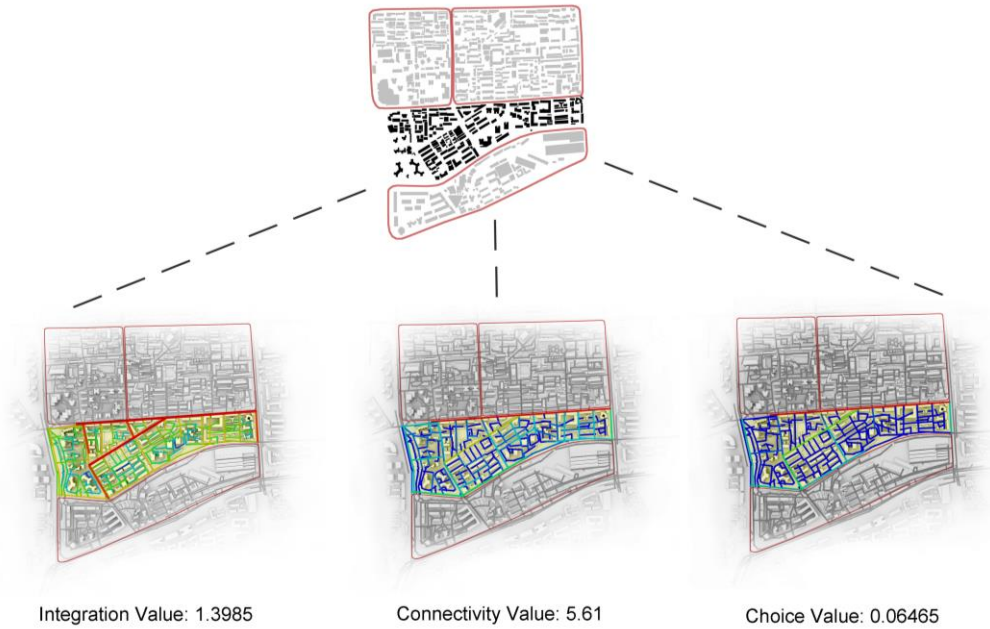 Integration Value: 1.3985
Connectivity Value: 5.61
Choice Value: 0.06465